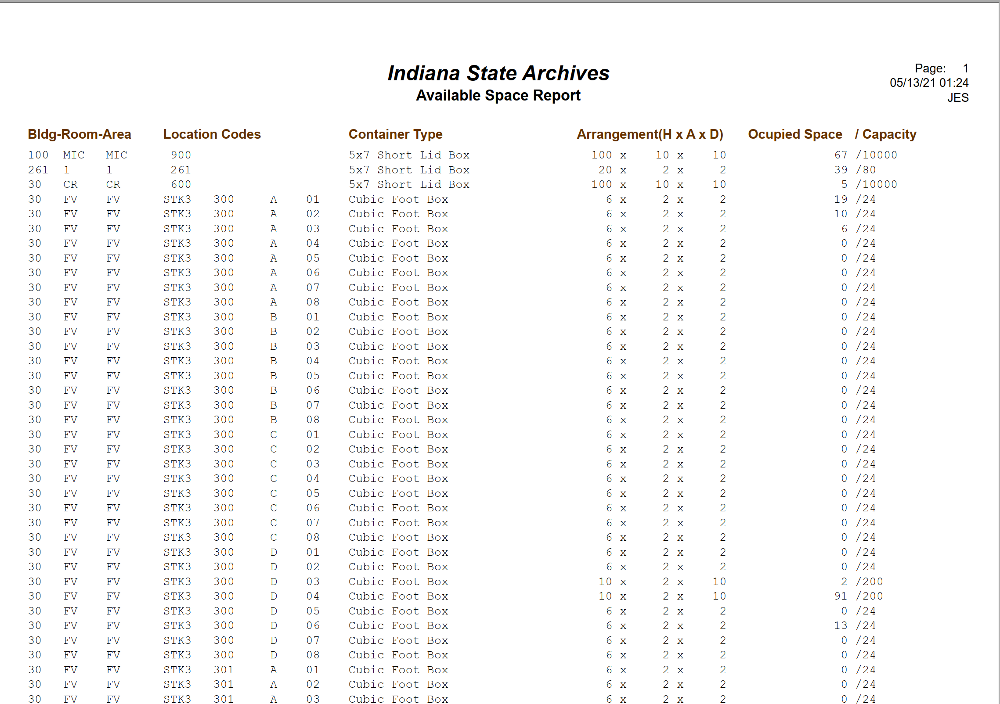 Indiana State Archives
Available Space Report
Page: 1
05/13/21 01:24
JES
Bldg-Room-Area Location Codes Container Type Arrangement(H x A x D) Ocupied Space / Capacity
100 MIC MIC 900 5x7 Short Lid Box 100 x 10 x 10 67 /10000
261 1 1 261 5x7 Short Lid Box 20 x 2 x 2 39 /80
30 CR CR 600 5x7 Short Lid Box 100 x 10 x 10 5 /10000
30 FV FV STK3 300 A 01 Cubic Foot Box 6 x 2 x 2 19 /24
30 FV FV STK3 300 A 02 Cubic Foot Box 6 x 2 x 2 10 /24
30 FV FV STK3 300 A 03 Cubic Foot Box 6 x 2 x 2 6 /24
30 FV FV STK3 300 A 04 Cubic Foot Box 6 x 2 x 2 0 /24
30 FV FV STK3 300 A 05 Cubic Foot Box 6 x 2 x 2 0 /24
30 FV FV STK3 300 A 06 Cubic Foot Box 6 x 2 x 2 0 /24
30 FV FV STK3 300 A 07 Cubic Foot Box 6 x 2 x 2 0 /24
30 FV FV STK3 300 A 08 Cubic Foot Box 6 x 2 x 2 0 /24
30 FV FV STK3 300 B 01 Cubic Foot Box 6 x 2 x 2 0 /24
30 FV FV STK3 300 B 02 Cubic Foot Box 6 x 2 x 2 0 /24
30 FV FV STK3 300 B 03 Cubic Foot Box 6 x 2 x 2 0 /24
30 FV FV STK3 300 B 04 Cubic Foot Box 6 x 2 x 2 0 /24
30 FV FV STK3 300 B 05 Cubic Foot Box 6 x 2 x 2 0 /24
30 FV FV STK3 300 B 06 Cubic Foot Box 6 x 2 x 2 0 /24
30 FV FV STK3 300 B 07 Cubic Foot Box 6 x 2 x 2 0 /24
30 FV FV STK3 300 B 08 Cubic Foot Box 6 x 2 x 2 0 /24
30 FV FV STK3 300 C 01 Cubic Foot Box 6 x 2 x 2 0 /24
30 FV FV STK3 300 C 02 Cubic Foot Box 6 x 2 x 2 0 /24
30 FV FV STK3 300 C 03 Cubic Foot Box 6 x 2 x 2 0 /24
30 FV FV STK3 300 C 04 Cubic Foot Box 6 x 2 x 2 0 /24
30 FV FV STK3 300 C 05 Cubic Foot Box 6 x 2 x 2 0 /24
30 FV FV STK3 300 C 06 Cubic Foot Box 6 x 2 x 2 0 /24
30 FV FV STK3 300 C 07 Cubic Foot Box 6 x 2 x 2 0 /24
30 FV FV STK3 300 C 08 Cubic Foot Box 6 x 2 x 2 0 /24
30 FV FV STK3 300 D 01 Cubic Foot Box 6 x 2 x 2 0 /24
30 FV FV STK3 300 D 02 Cubic Foot Box 6 x 2 x 2 0 /24
30 FV FV STK3 300 D 03 Cubic Foot Box 10 x 2 x 10 2 /200
30 FV FV STK3 300 D 04 Cubic Foot Box 10 x 2 x 10 91 /200
30 FV FV STK3 300 D 05 Cubic Foot Box 6 x 2 x 2 0 /24
30 FV FV STK3 300 D 06 Cubic Foot Box 6 x 2 x 2 13 /24
30 FV FV STK3 300 D 07 Cubic Foot Box 6 x 2 x 2 0 /24
30 FV FV STK3 300 D 08 Cubic Foot Box 6 x 2 x 2 0 /24
30 FV FV STK3 301 A 01 Cubic Foot Box 6 x 2 x 2 0 /24
30 FV FV STK3 301 A 02 Cubic Foot Box 6 x 2 x 2 0 /24
30 FV FV STK3 301 A 03 Cubic Foot Box 6 x 2 x 2 0 /24